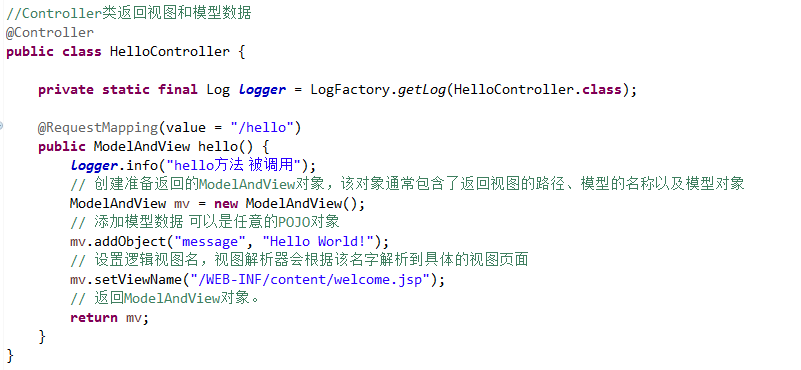 //Controller类返回视图和模型数据
@Controller
public class HelloController {
private static final Log logger = LogFactory.getLog(HelloController.class);
@RequestMapping(value = "/hello")
public ModelAndView hello() {
logger.info("hello方法 被调用");
// 创建准备返回的ModelAndView对象，该对象通常包含了返回视图的路径、模型的名称以及模型对象
ModelAndView mv = new ModelAndView();
// 添加模型数据 可以是任意的POJO对象
mv.addObject("message", "Hello World!");
// 设置逻辑视图名，视图解析器会根据该名字解析到具体的视图页面
mv.setViewName("/WEB-INF/content/welcome.jsp");
// 返回ModelAndView对象。
return mv;
}
}